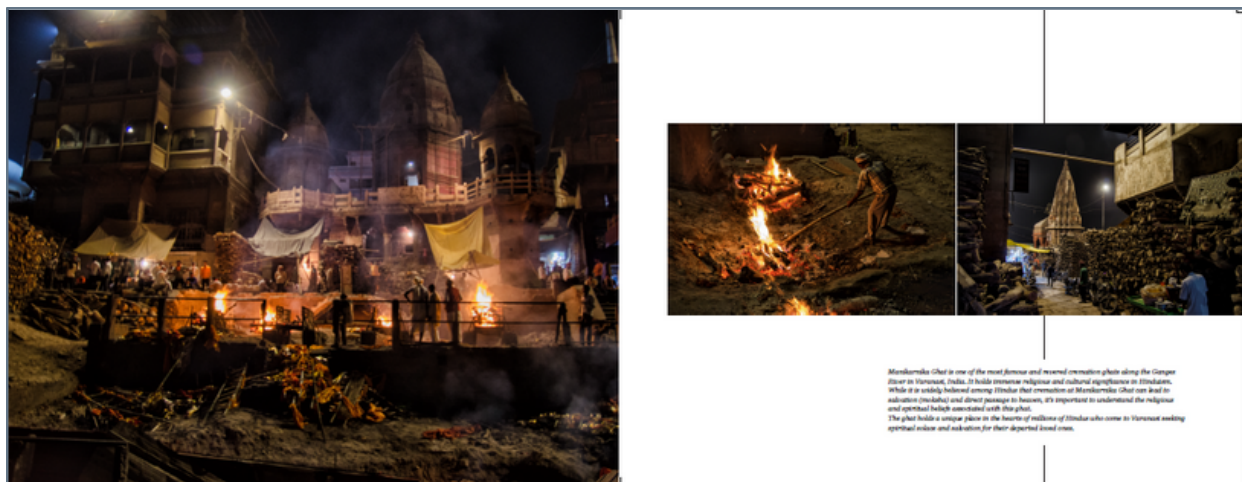 Manikarnika Ghat is one of the most famous and revered cremation ghats along the Ganges
River in Varanasi, India. It holds immense religious and cultural significance in Hinduism.
While it is widely believed among Hindus that cremation at Manikarnika Ghat can lead to
salvation (moksha) and direct passage to heaven, it's important to understand the religious
and spiritual beliefs associated with this ghat.
The ghat holds a unique place in the hearts of millions of Hindus who come to Varanasi seeking
spiritual solace and salvation for their departed loved ones.